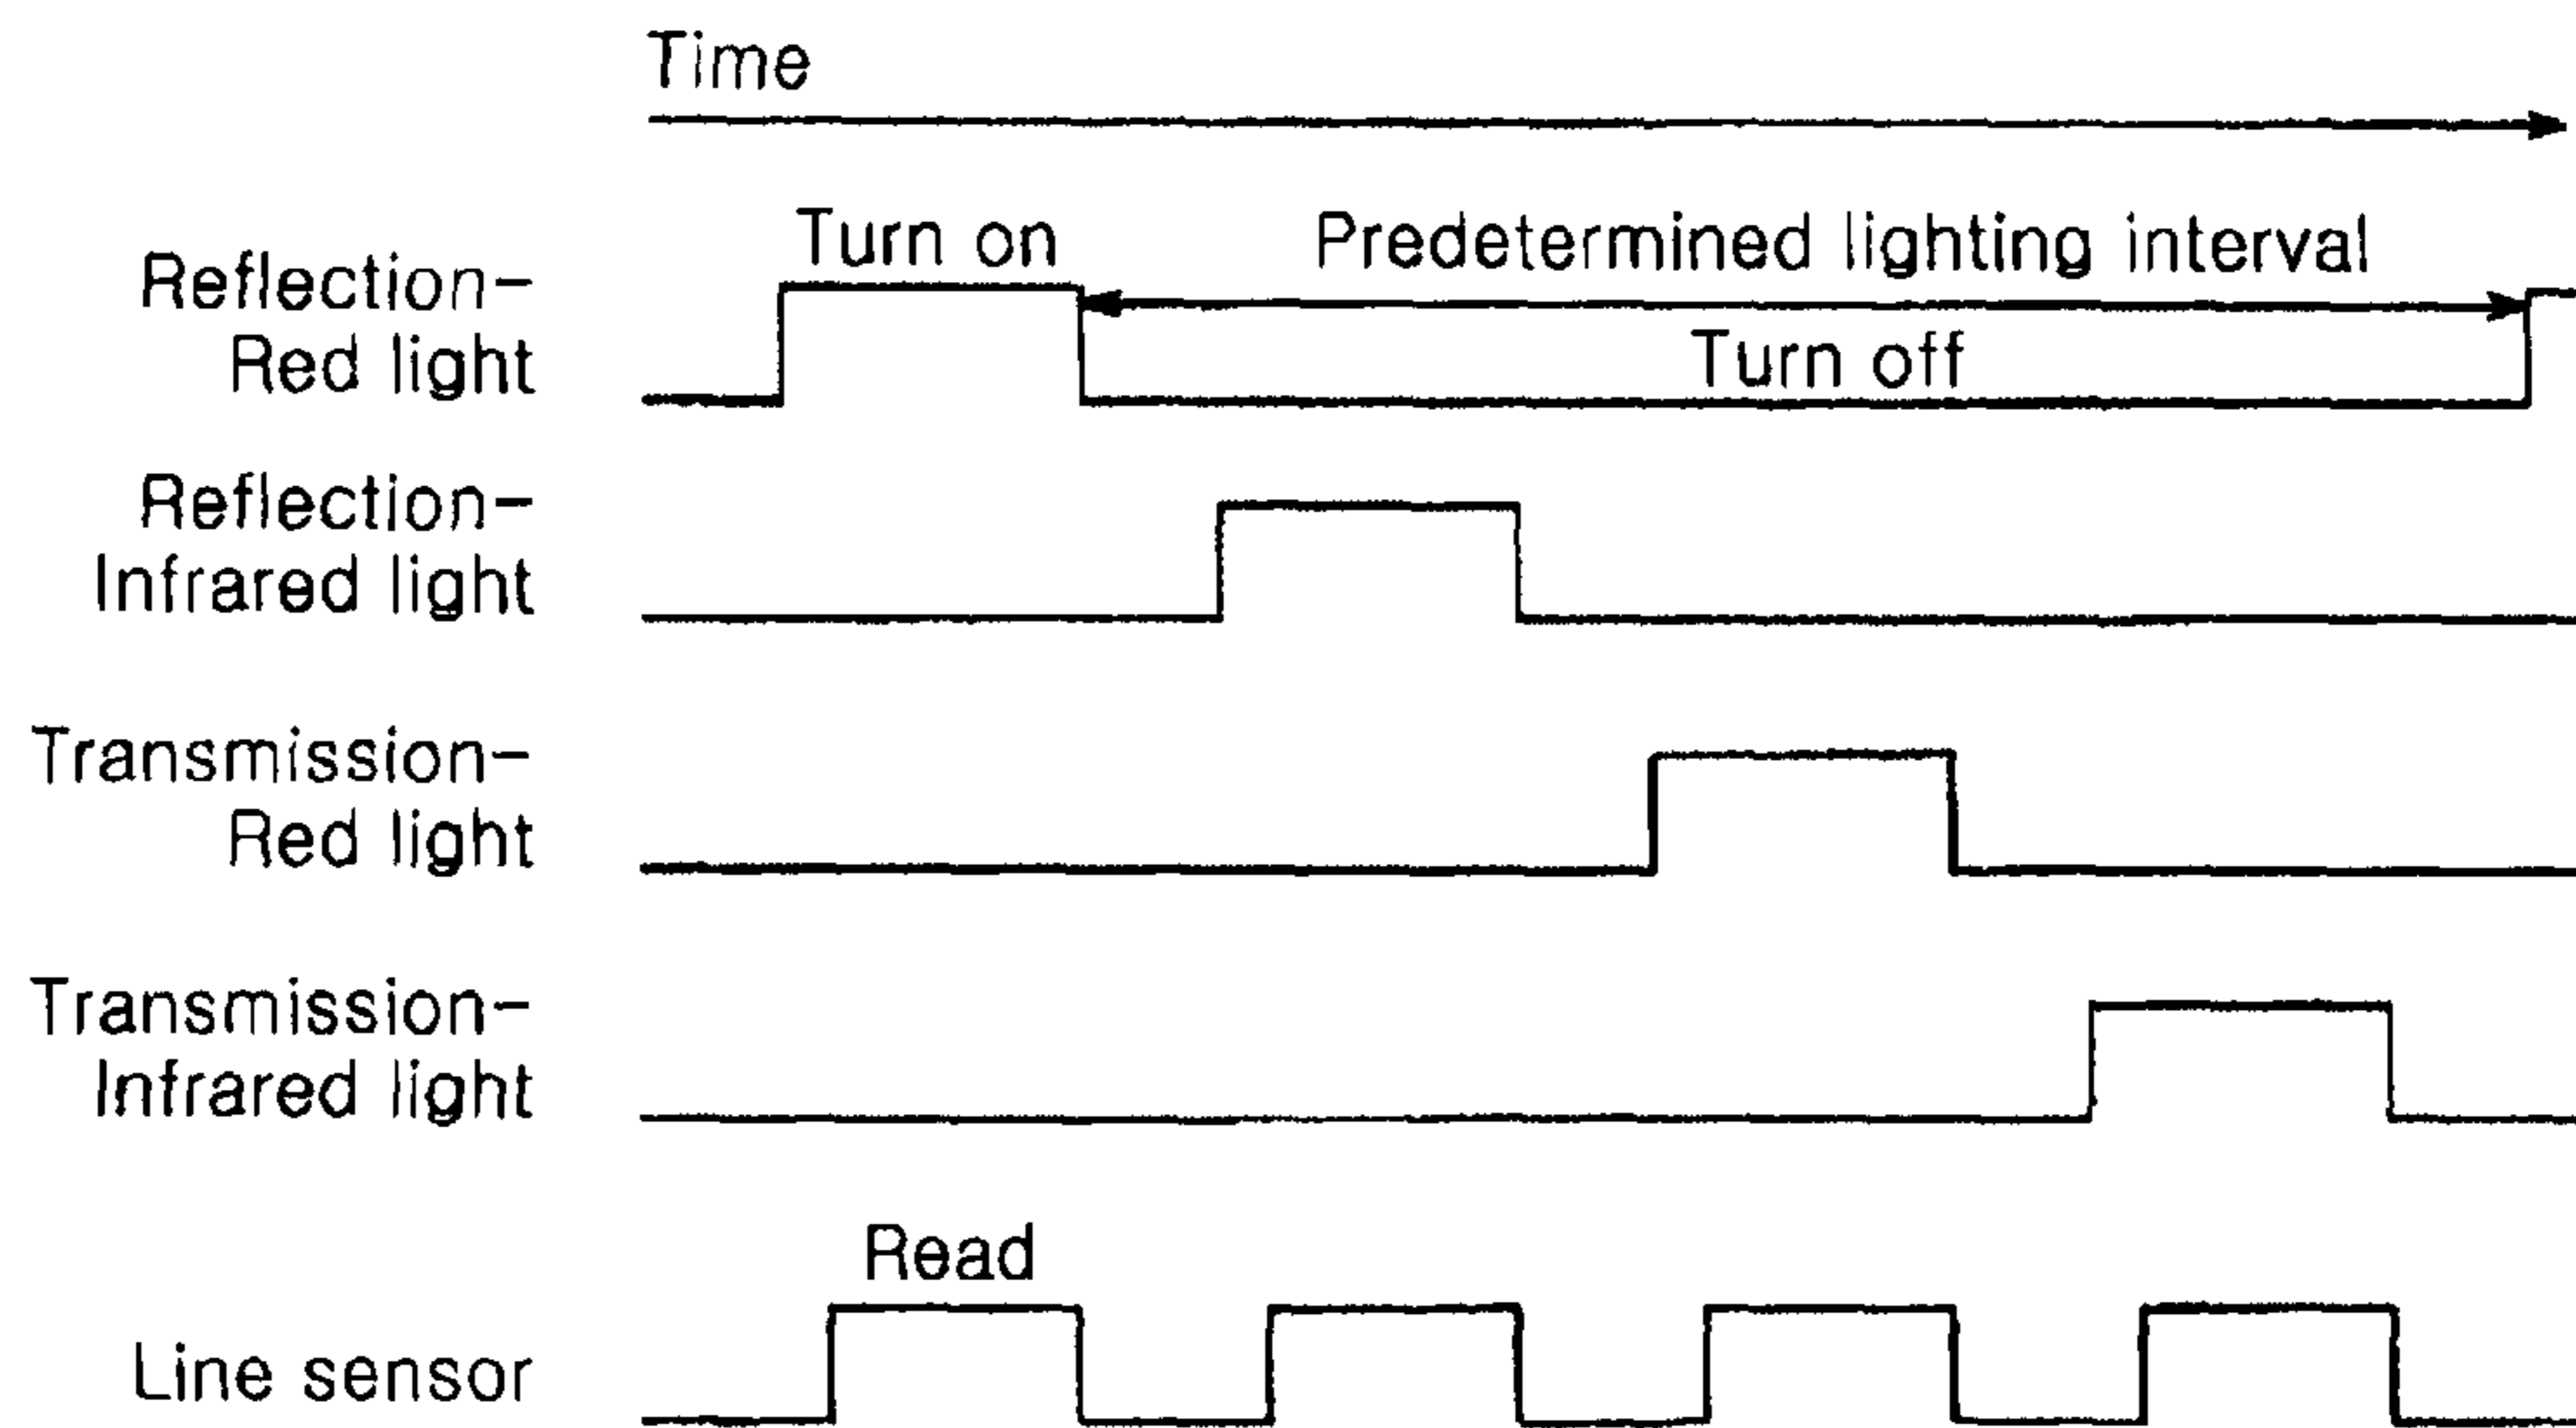 Time
Turn on
Predetermined lighting interval
Reflection-
Red light
Turn off
Reflection-
Infrared light
Transmission-
Red light
Transmission-
Infrared light
Read
Line sensor